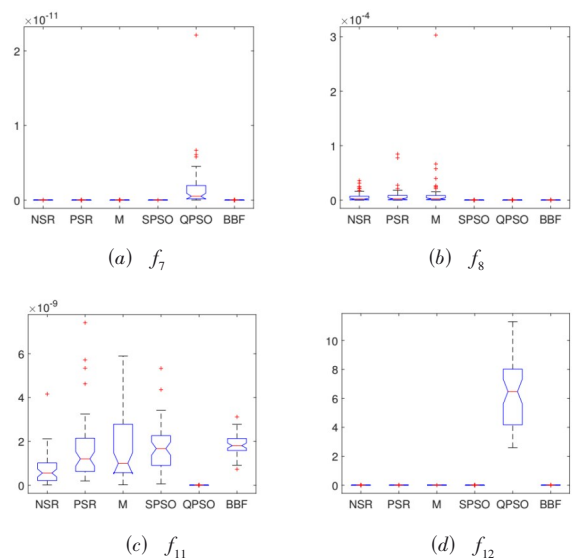 ×10⁻¹¹
2
1
0
NSR PSR M SPSO QPSO BBF
(a) f₇
×10⁻⁴
3
2
1
0
NSR PSR M SPSO QPSO BBF
(b) f₈
×10⁻⁹
6
4
2
0
NSR PSR M SPSO QPSO BBF
(c) f₁₁
10
8
6
4
2
0
NSR PSR M SPSO QPSO BBF
(d) f₁₂